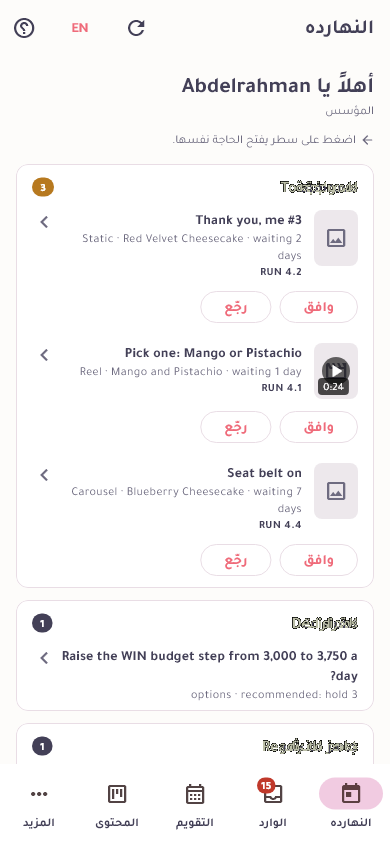 النهارده
EN
أهلاً يا Abdelrahman
المؤسس
← اضغط على سطر يفتح الحاجة نفسها.
3
Thank you, me #3
Static · Red Velvet Cheesecake · waiting 2
days
RUN 4.2
وافق
رجّع
Pick one: Mango or Pistachio
Reel · Mango and Pistachio · waiting 1 day
RUN 4.1
0:24
وافق
رجّع
Seat belt on
Carousel · Blueberry Cheesecake · waiting 7
days
RUN 4.4
وافق
رجّع
1
Raise the WIN budget step from 3,000 to 3,750 a
day?
3 options · recommended: hold
1
النهارده
15
الوارد
التقويم
المحتوى
المزيد